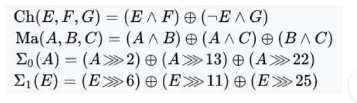 Ch(E, F, G) = (E ∧ F) ⊕ (¬E ∧ G)
Ma(A, B, C) = (A ∧ B) ⊕ (A ∧ C) ⊕ (B ∧ C)
Σ₀(A) = (A⋙2) ⊕ (A⋙13) ⊕ (A⋙22)
Σ₁(E) = (E⋙6) ⊕ (E⋙11) ⊕ (E⋙25)